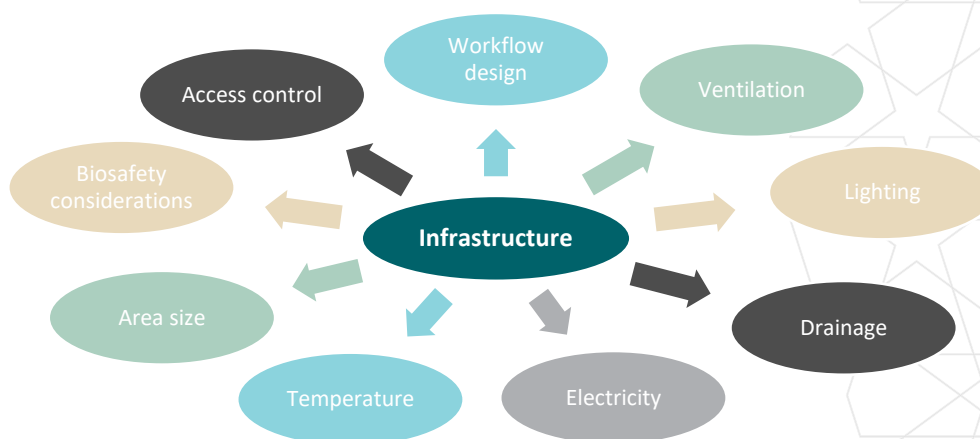 Workflow
design
Access control
Ventilation
Biosafety
considerations
Lighting
Infrastructure
Area size
Drainage
Temperature
Electricity